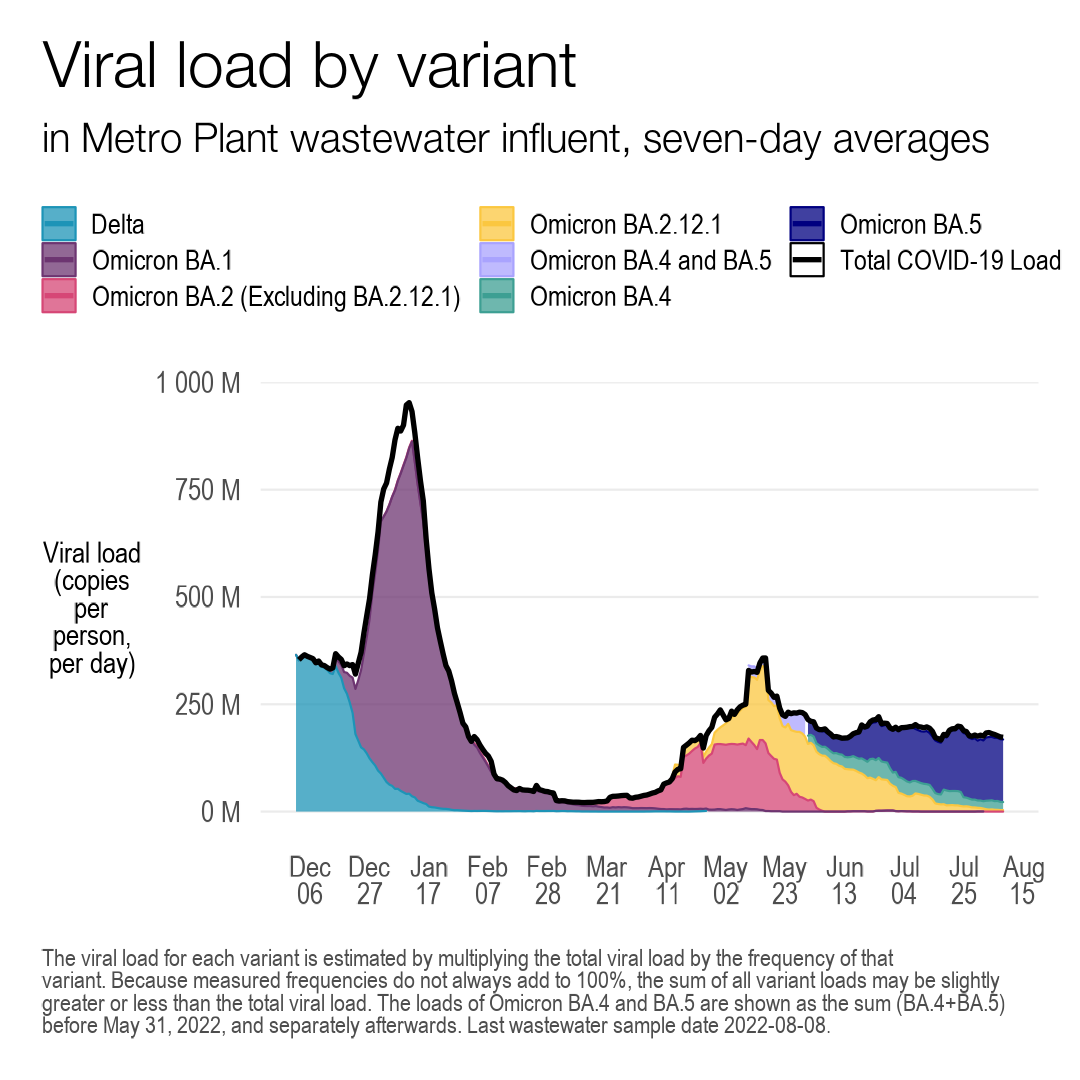 Viral load by variant
in Metro Plant wastewater influent, seven-day averages
Delta
Omicron BA.1
Omicron BA.2 (Excluding BA.2.12.1)
Omicron BA.2.12.1
Omicron BA.4 and BA.5
Omicron BA.4
Omicron BA.5
Total COVID-19 Load
1 000 M
750 M
500 M
250 M
0 M
Viral load
(copies
per
person,
per day)
Dec Dec Jan Feb Feb Mar Apr May May Jun Jul Jul Aug
06 27 17 07 28 21 11 02 23 13 04 25 15
The viral load for each variant is estimated by multiplying the total viral load by the frequency of that
variant. Because measured frequencies do not always add to 100%, the sum of all variant loads may be slightly
greater or less than the total viral load. The loads of Omicron BA.4 and BA.5 are shown as the sum (BA.4+BA.5)
before May 31, 2022, and separately afterwards. Last wastewater sample date 2022-08-08.